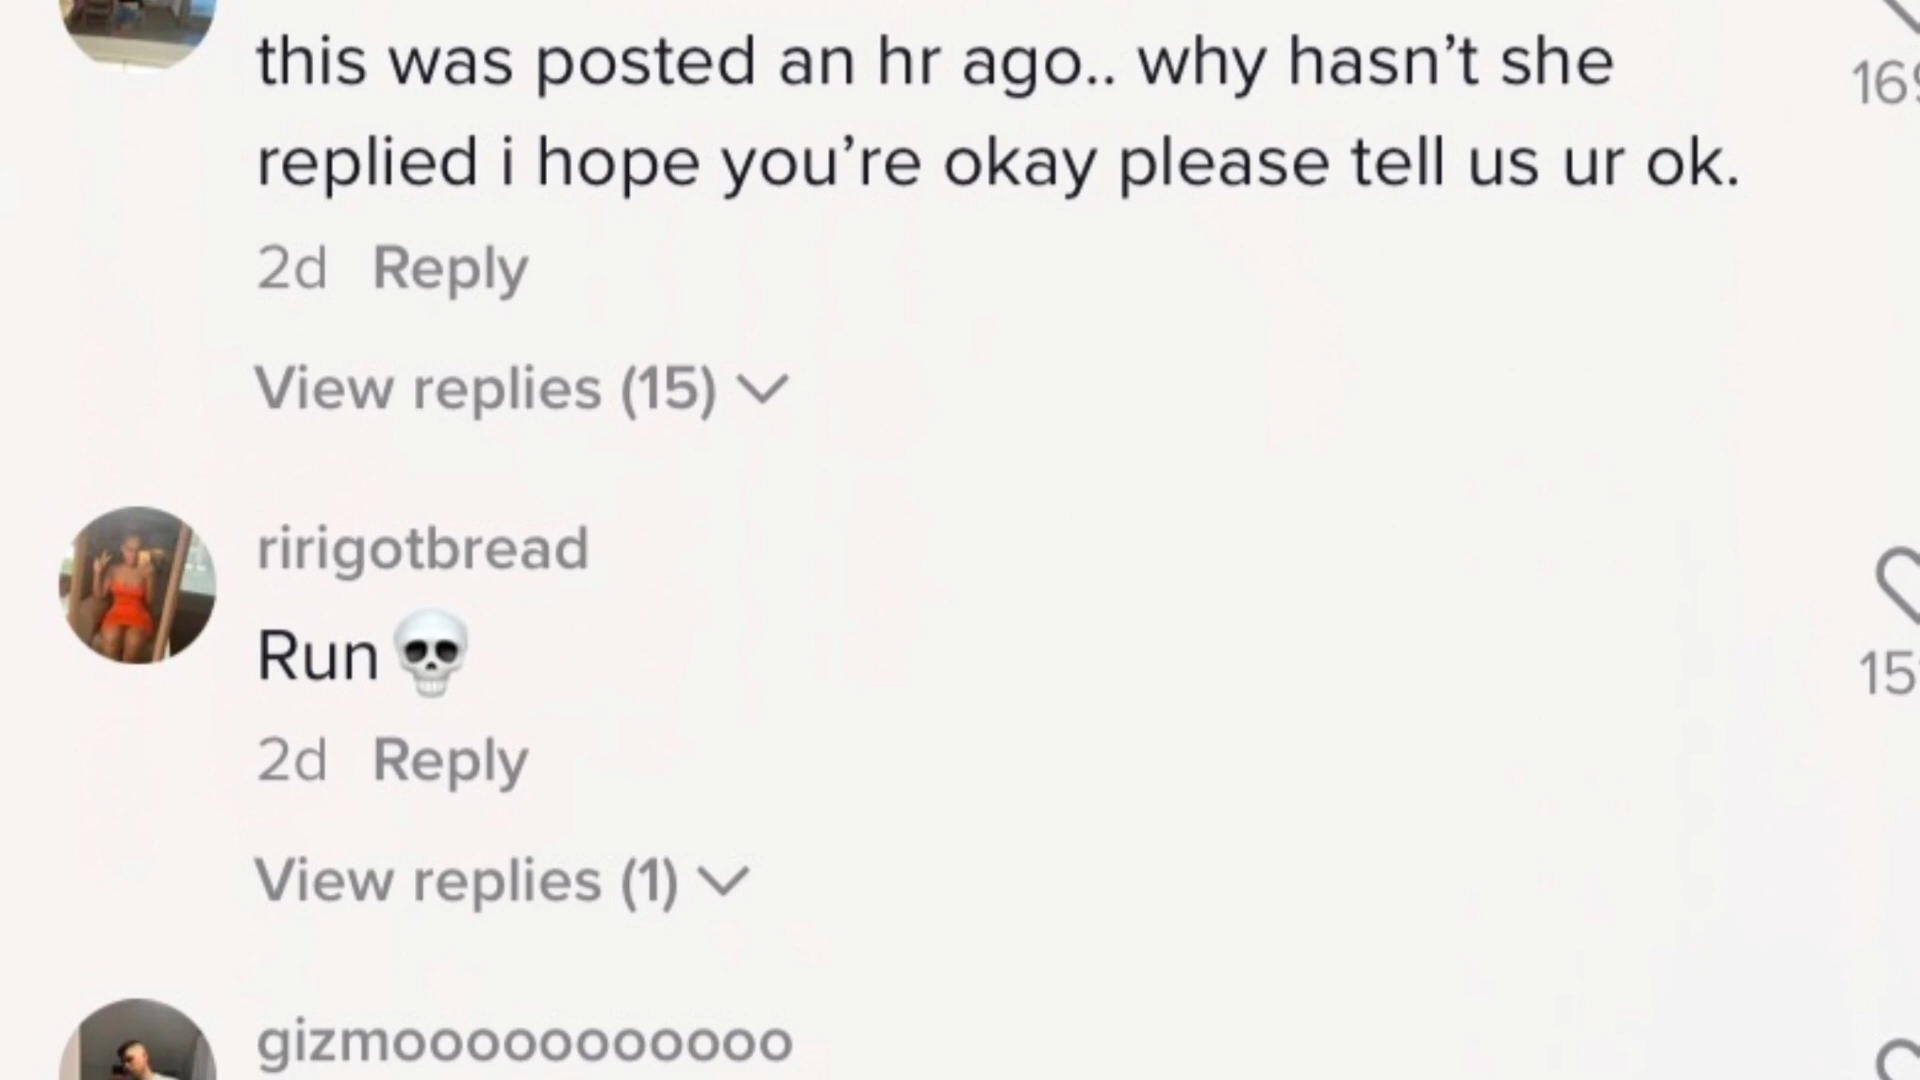 this was posted an hr ago.. why hasn’t she
replied i hope you’re okay please tell us ur ok.
2d Reply
View replies (15)
ririgotbread
Run💀
2d Reply
View replies (1)
gizmooooooooooo